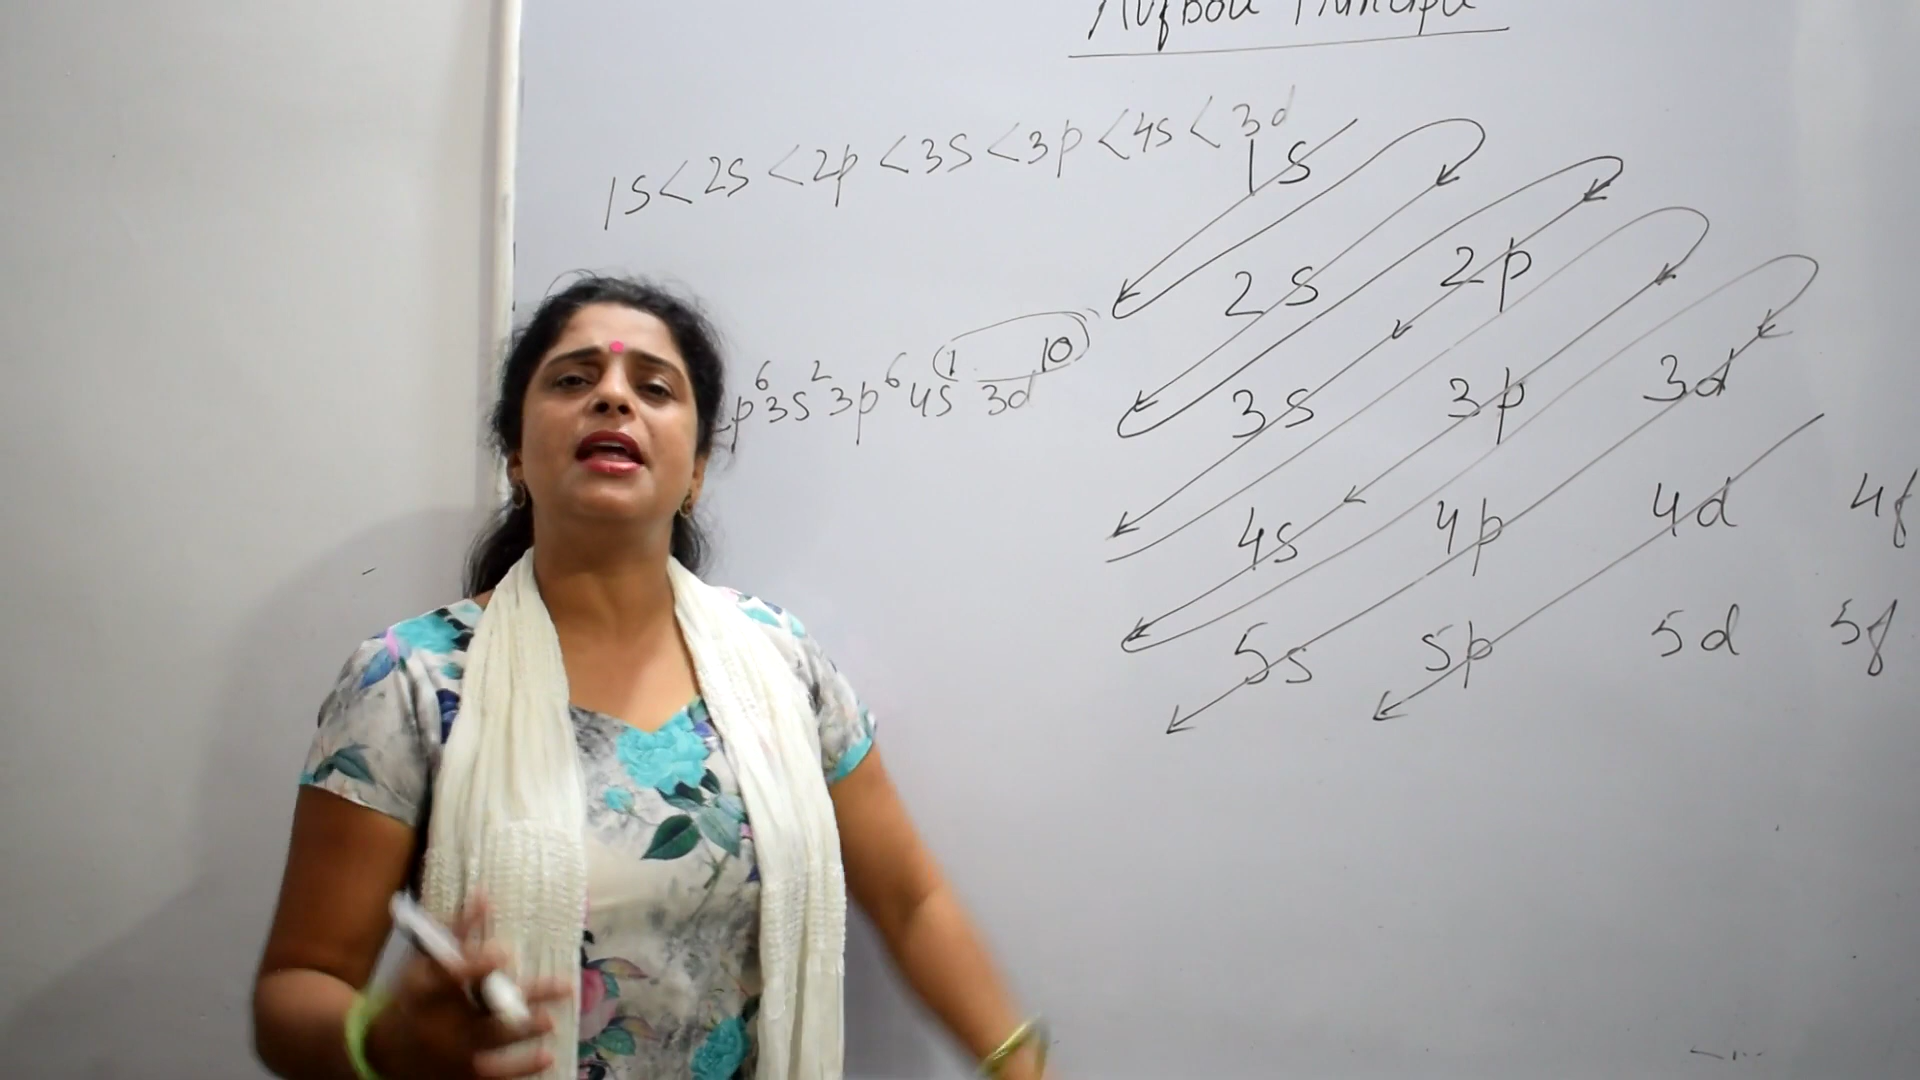 Aufbau Principle
1s < 2s < 2p < 3s < 3p < 4s < 3d
1s
2s 2p
p⁶ 3s² 3p⁶ 4s¹ 3d¹⁰
3s 3p 3d
4s 4p 4d 4f
5s 5p 5d 5f